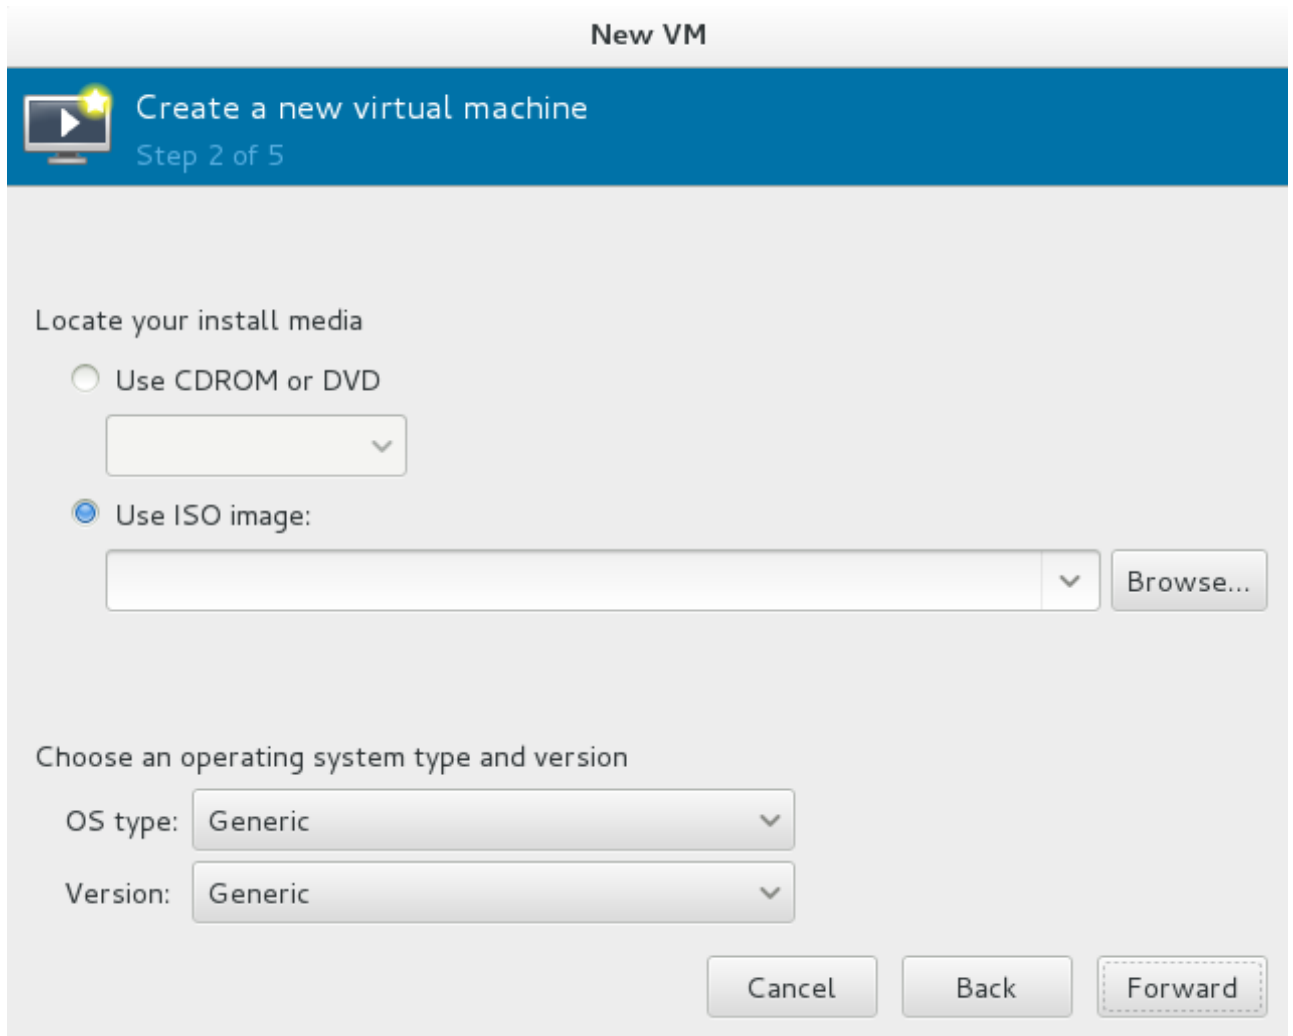 New VM
Create a new virtual machine
Step 2 of 5
Locate your install media
Use CDROM or DVD
Use ISO image:
Browse...
Choose an operating system type and version
OS type: Generic
Version: Generic
Cancel Back Forward